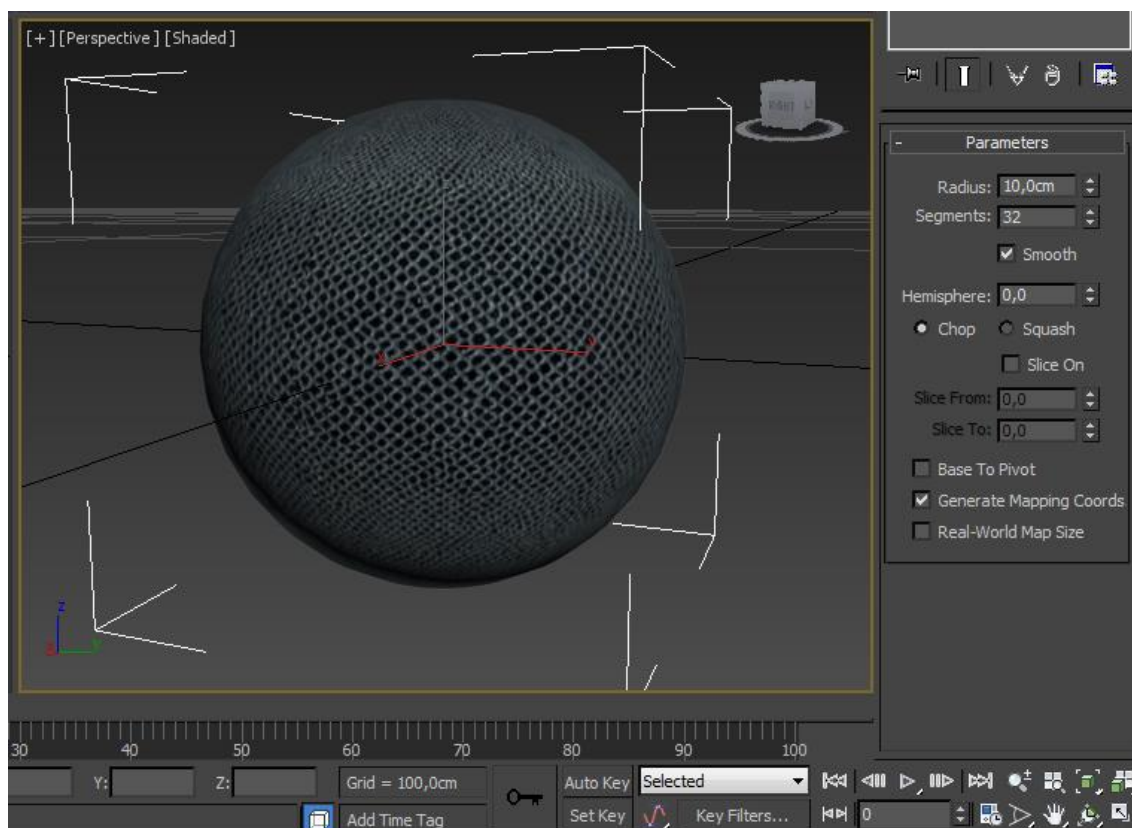 [+][Perspective][Shaded]
RIGHT
Parameters
Radius: 10,0cm
Segments: 32
Smooth
Hemisphere: 0,0
Chop Squash
Slice On
Slice From: 0,0
Slice To: 0,0
Base To Pivot
Generate Mapping Coords
Real-World Map Size
x y
z
x y
30 40 50 60 70 80 90 100
Y: Z: Grid = 100,0cm Auto Key Selected
Add Time Tag Set Key Key Filters... 0